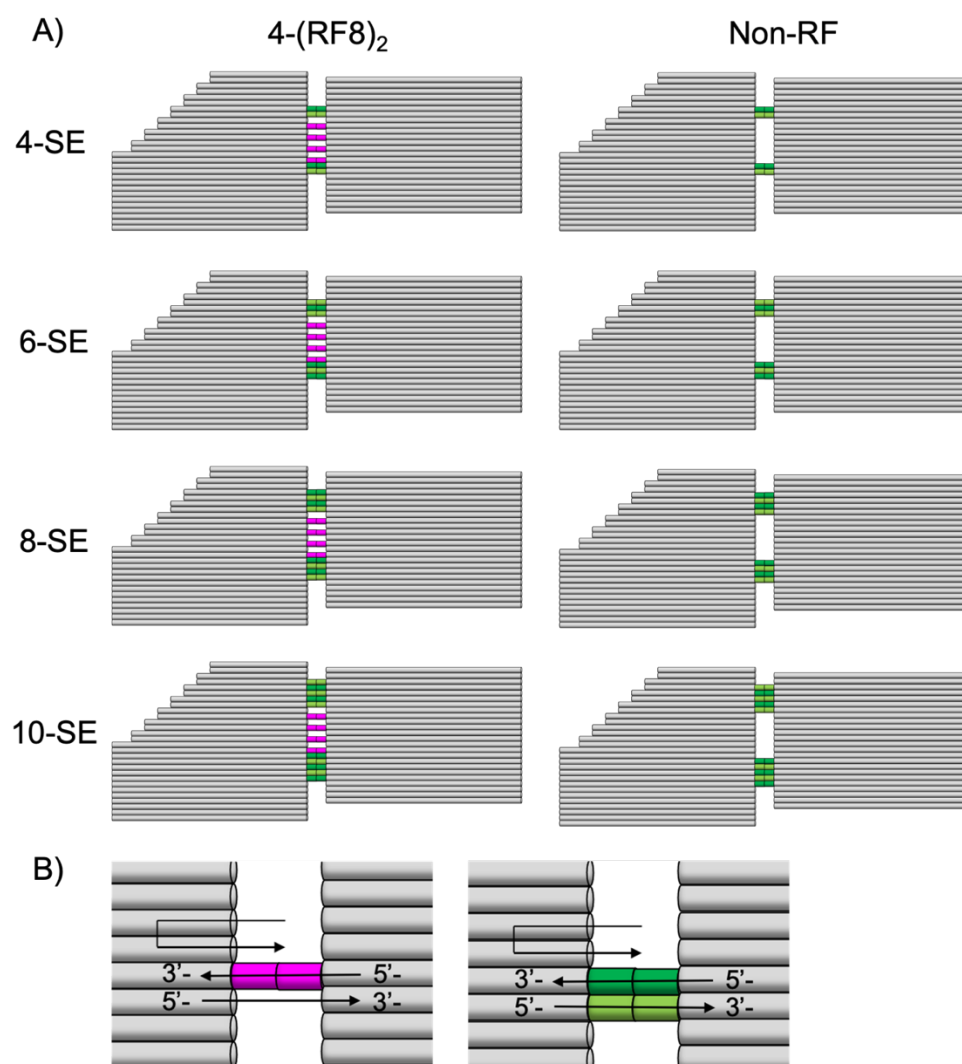 A)
4-(RF8)₂
Non-RF
4-SE
6-SE
8-SE
10-SE
B)
3'- 5'-
5'- 3'-
3'- 5'-
5'- 3'-